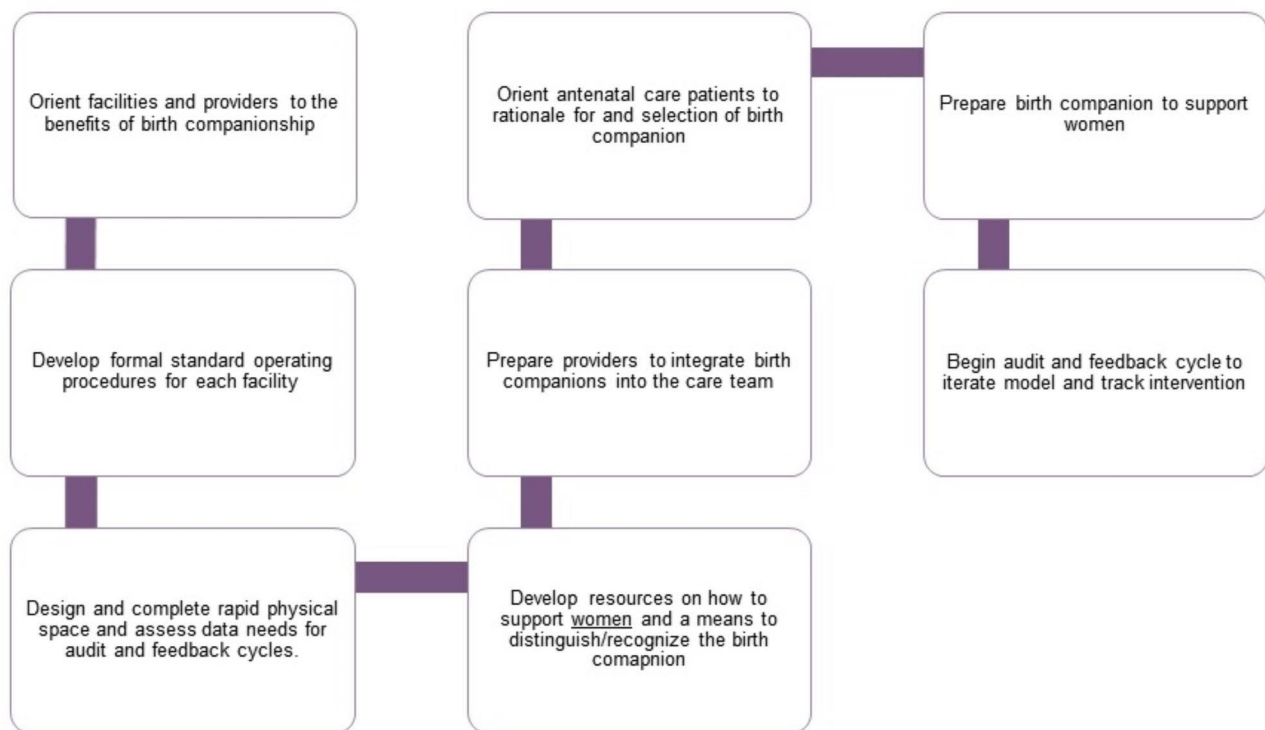 Orient facilities and providers to the
benefits of birth companionship
Develop formal standard operating
procedures for each facility
Design and complete rapid physical
space and assess data needs for
audit and feedback cycles.
Develop resources on how to
support women and a means to
distinguish/recognize the birth
comapnion
Prepare providers to integrate birth
companions into the care team
Orient antenatal care patients to
rationale for and selection of birth
companion
Prepare birth companion to support
women
Begin audit and feedback cycle to
iterate model and track intervention